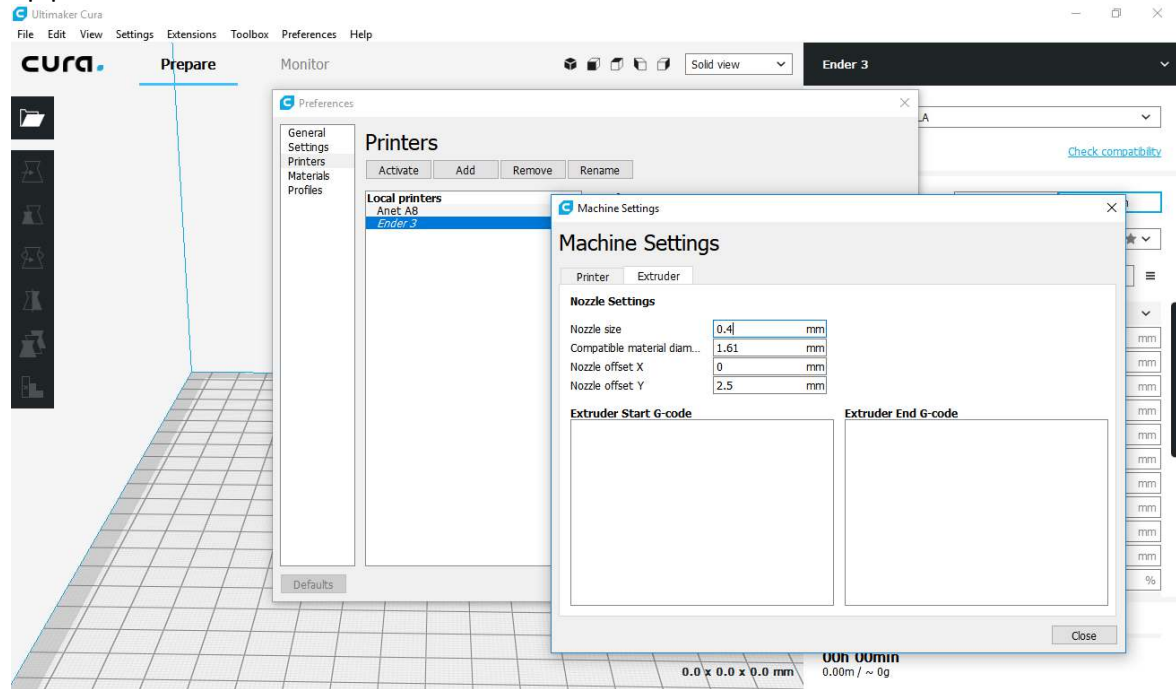 Ultimaker Cura
File Edit View Settings Extensions Toolbox Preferences Help
cura.
Prepare
Monitor
Solid view
Ender 3
Check compatibility
Preferences
General
Settings
Printers
Materials
Profiles
Printers
Activate Add Remove Rename
Local printers
Anet A8
Ender 3
Defaults
Machine Settings
Machine Settings
Printer Extruder
Nozzle Settings
Nozzle size 0.4 mm
Compatible material diam... 1.61 mm
Nozzle offset X 0 mm
Nozzle offset Y 2.5 mm
Extruder Start G-code Extruder End G-code
Close
mm
mm
mm
mm
mm
mm
mm
mm
mm
mm
%
00h 00min
0.0 x 0.0 x 0.0 mm
0.00m / ~ 0g